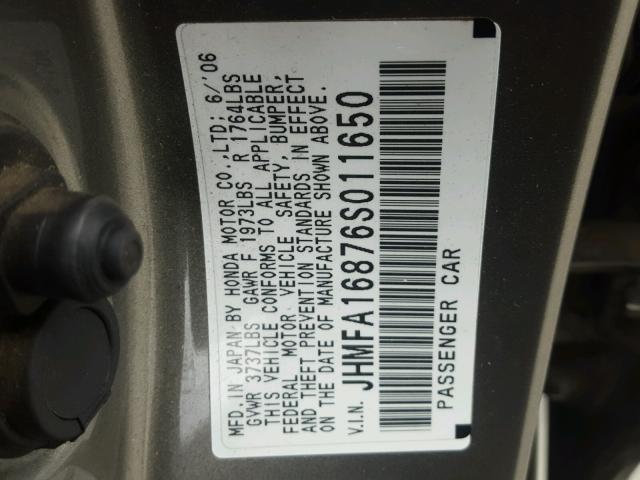 MFD.IN JAPAN BY HONDA MOTOR CO.,LTD; 6/'06
GVWR 3737LBS GAWR F 1973LBS R 1764LBS
THIS VEHICLE CONFORMS TO ALL APPLICABLE
FEDERAL MOTOR VEHICLE SAFETY, BUMPER,
AND THEFT PREVENTION STANDARDS IN EFFECT
ON THE DATE OF MANUFACTURE SHOWN ABOVE.
V.I.N. JHMFA16876S011650
PASSENGER CAR